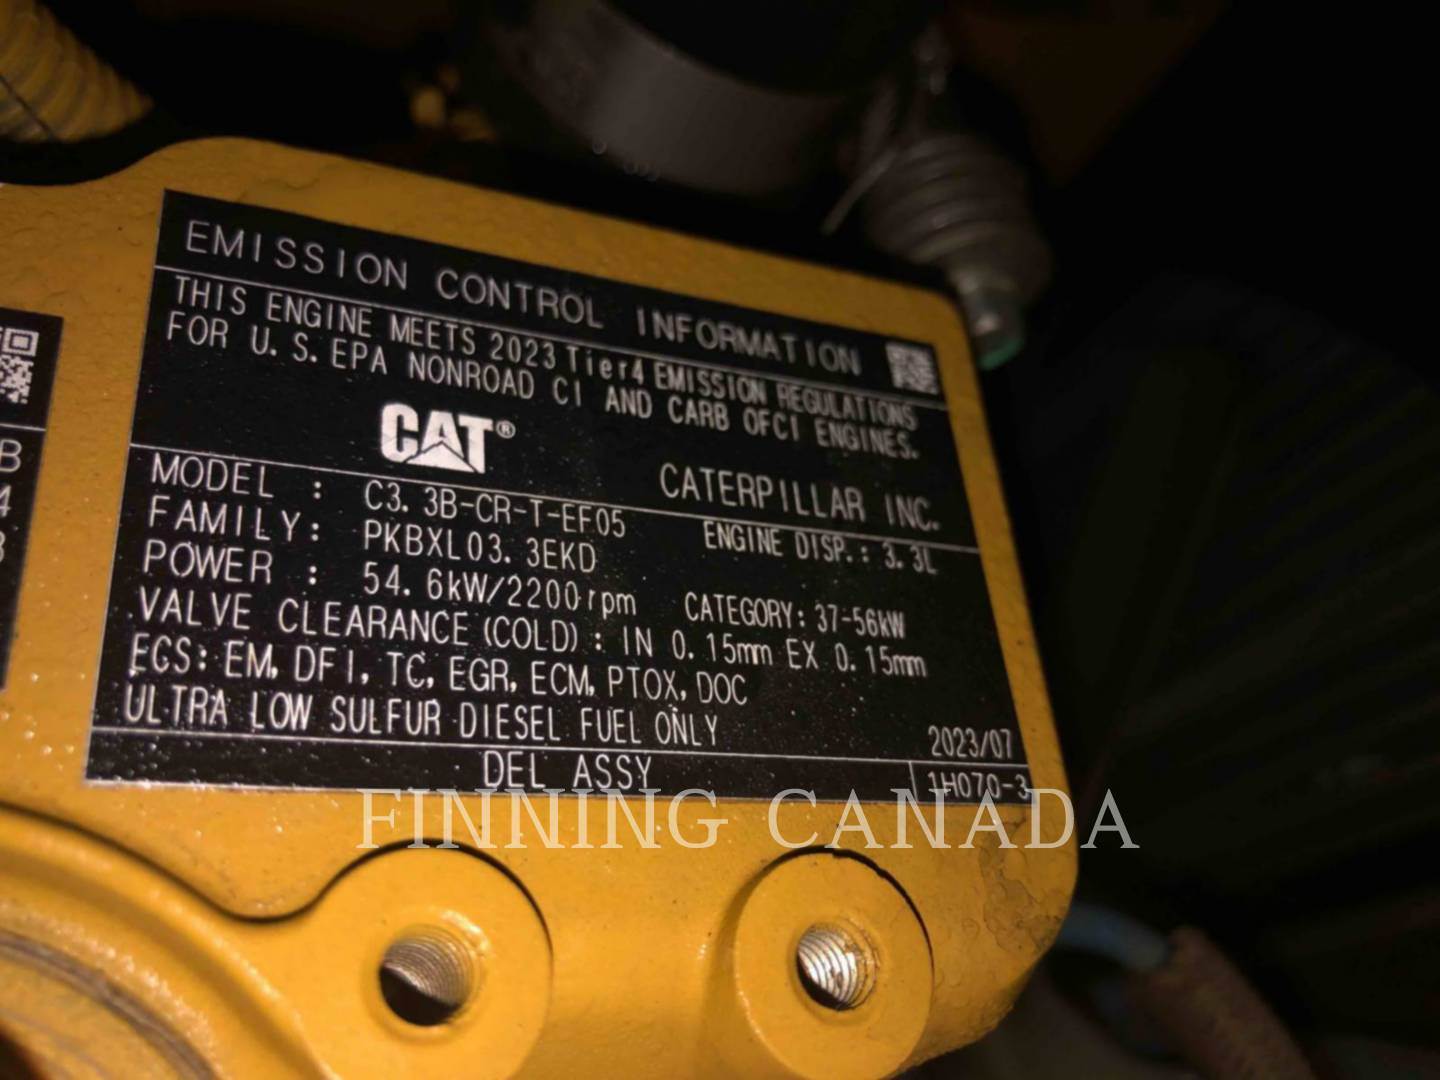 EMISSION CONTROL INFORMATION
THIS ENGINE MEETS 2023 Tier4 EMISSION REGULATIONS
FOR U.S. EPA NONROAD CI AND CARB OFCI ENGINES.
CAT®
CATERPILLAR INC.
MODEL : C3.3B-CR-T-EF05 ENGINE DISP.: 3.3L
FAMILY: PKBXL03.3EKD
POWER : 54.6kW/2200rpm CATEGORY: 37-56kW
VALVE CLEARANCE (COLD) : IN 0.15mm EX 0.15mm
ECS: EM, DFI, TC, EGR, ECM, PTOX, DOC
ULTRA LOW SULFUR DIESEL FUEL ONLY 2023/07
DEL ASSY 1H070-3
FINNING CANADA
B
4